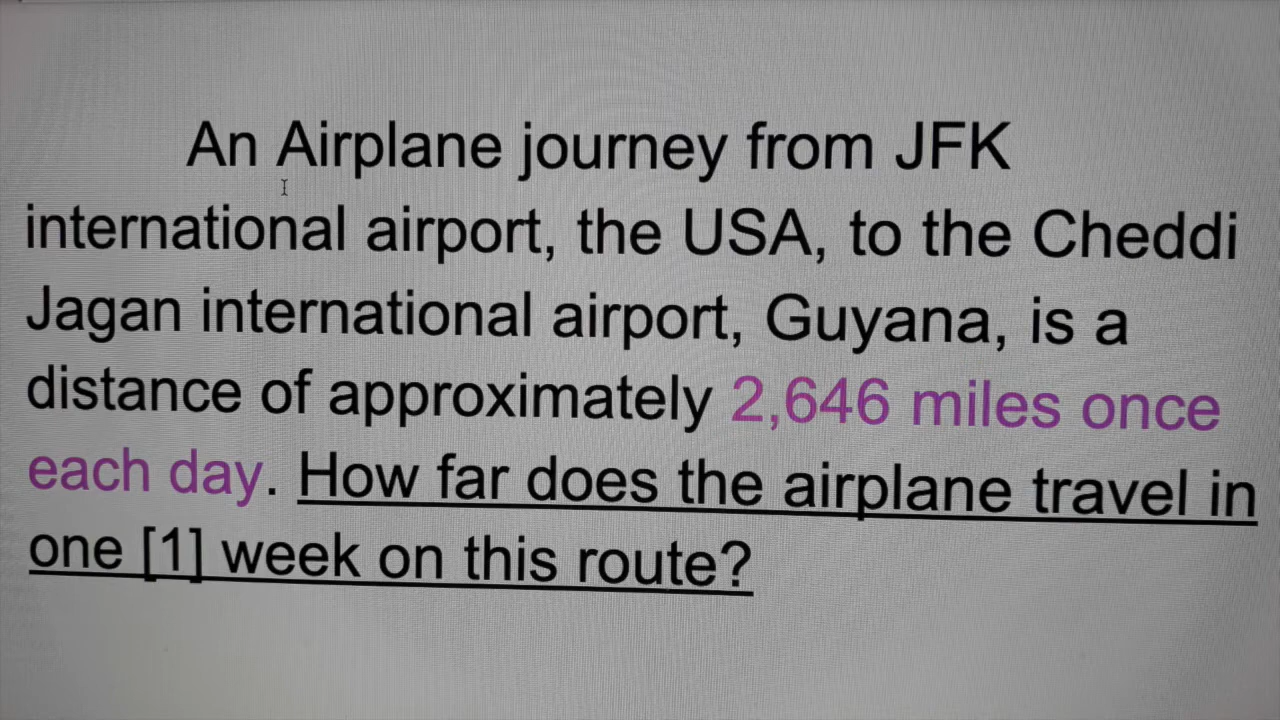 An Airplane journey from JFK
international airport, the USA, to the Cheddi
Jagan international airport, Guyana, is a
distance of approximately 2,646 miles once
each day. How far does the airplane travel in
one [1] week on this route?